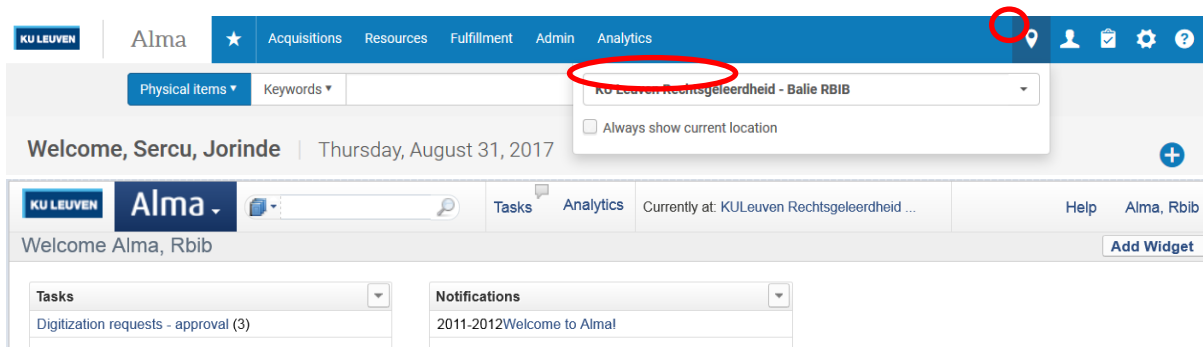 KU LEUVEN Alma Acquisitions Resources Fulfillment Admin Analytics
Physical items Keywords KU Leuven Rechtsgeleerdheid - Balie RBIB
Always show current location
Welcome, Sercu, Jorinde Thursday, August 31, 2017
KU LEUVEN Alma Tasks Analytics Currently at: KULeuven Rechtsgeleerdheid ... Help Alma, Rbib
Welcome Alma, Rbib Add Widget
Tasks Notifications
Digitization requests - approval (3) 2011-2012Welcome to Alma!